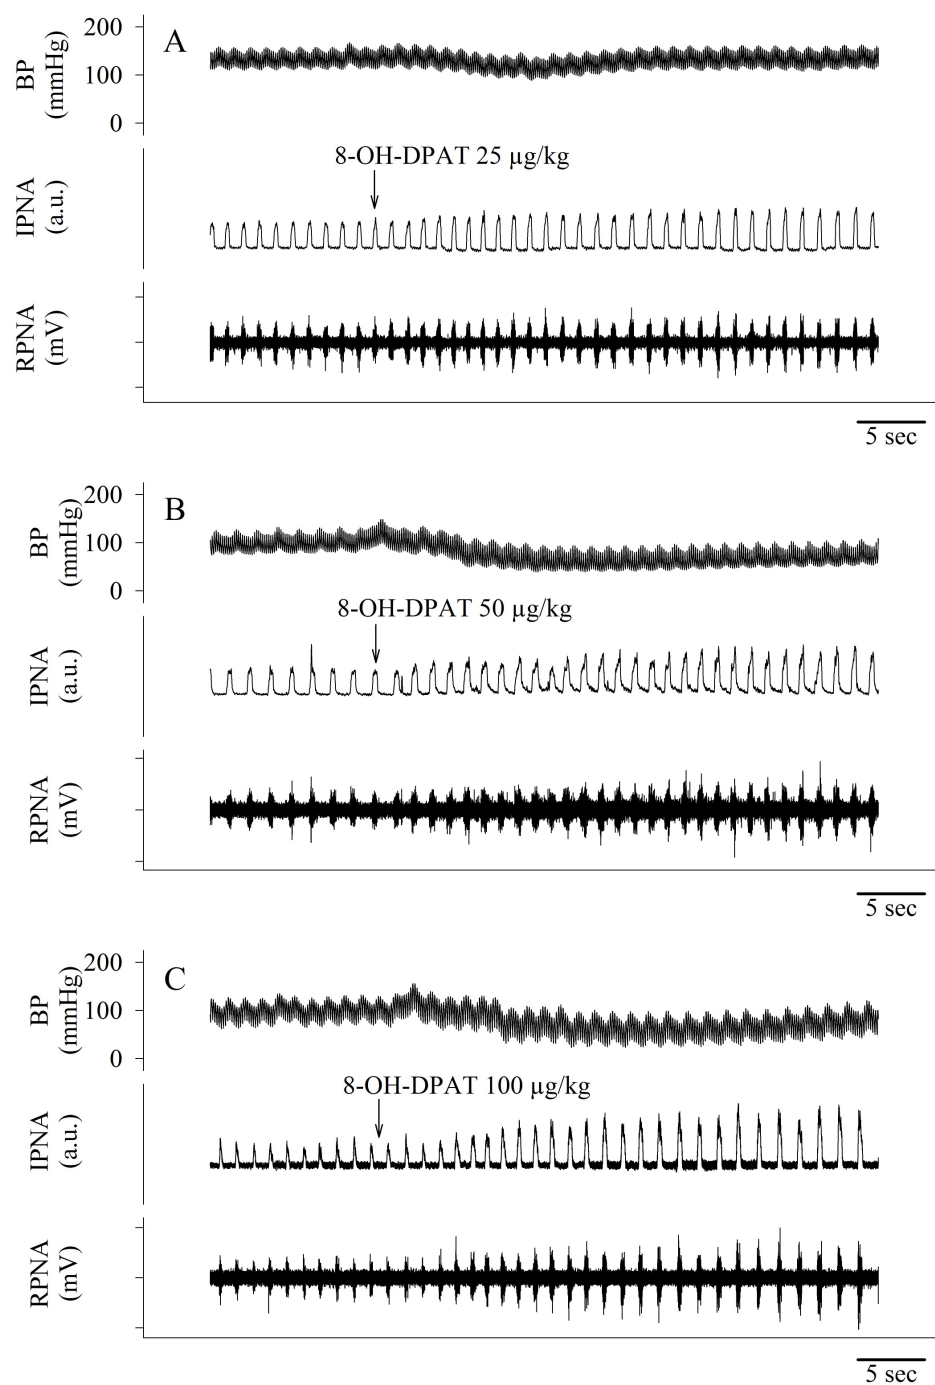 200
A
BP
(mmHg)
100
0
8-OH-DPAT 25 µg/kg
IPNA
(a.u.)
RPNA
(mV)
5 sec
200
B
BP
(mmHg)
100
0
8-OH-DPAT 50 µg/kg
IPNA
(a.u.)
RPNA
(mV)
5 sec
200
C
BP
(mmHg)
100
0
8-OH-DPAT 100 µg/kg
IPNA
(a.u.)
RPNA
(mV)
5 sec